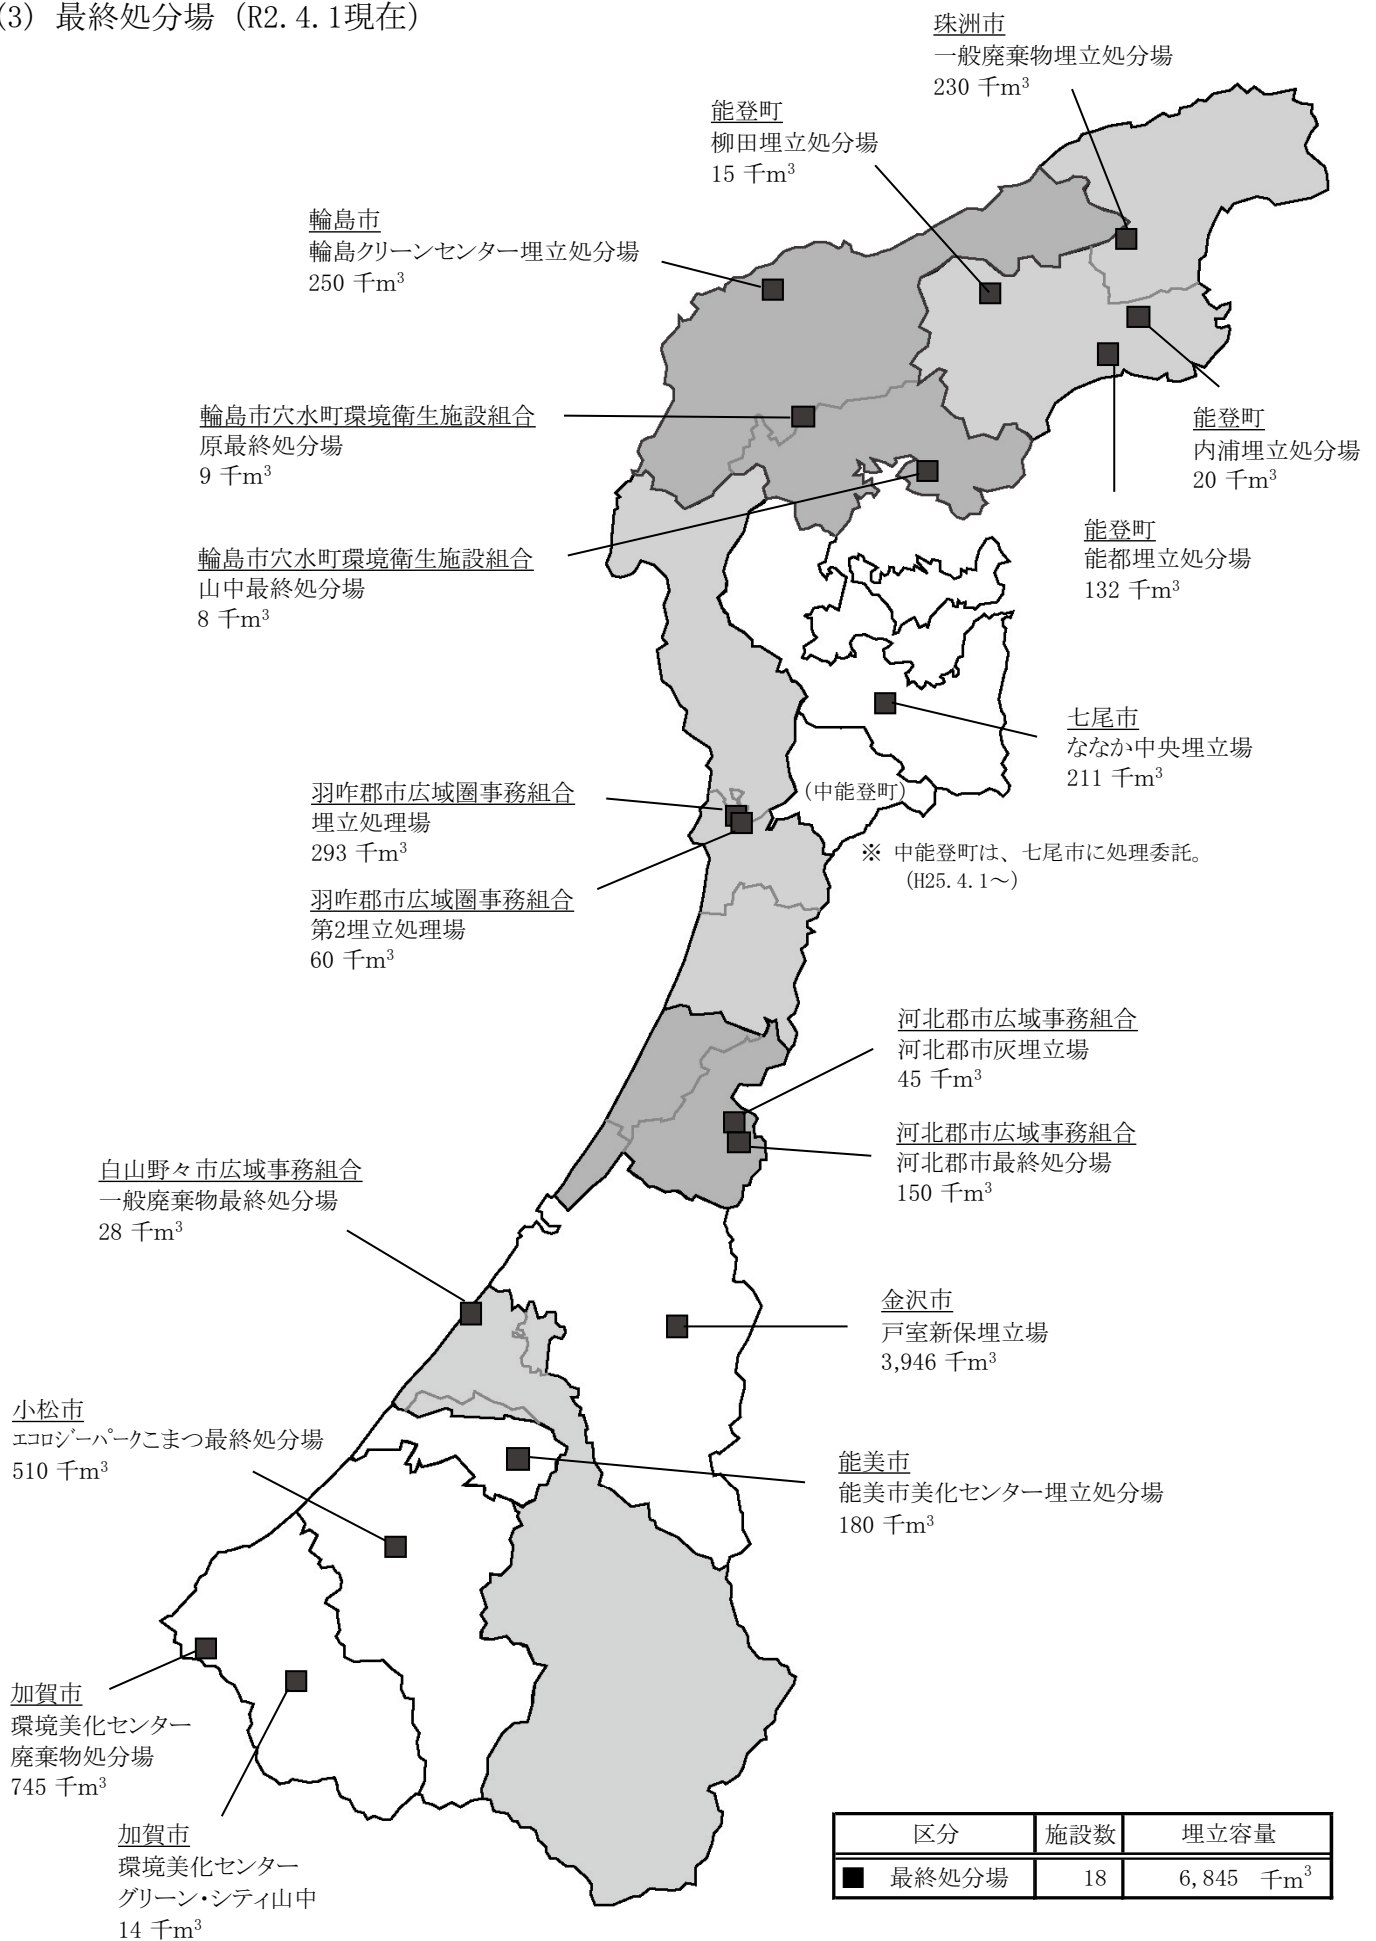 (3) 最終処分場 (R2.4.1現在)
珠洲市
一般廃棄物埋立処分場
230 千m³
能登町
柳田埋立処分場
15 千m³
輪島市
輪島クリーンセンター埋立処分場
250 千m³
輪島市穴水町環境衛生施設組合
原最終処分場
9 千m³
能登町
内浦埋立処分場
20 千m³
能登町
能都埋立処分場
132 千m³
輪島市穴水町環境衛生施設組合
山中最終処分場
8 千m³
七尾市
ななか中央埋立場
211 千m³
羽咋郡市広域圏事務組合
埋立処理場
293 千m³
(中能登町)
※ 中能登町は、七尾市に処理委託。
(H25.4.1~)
羽咋郡市広域圏事務組合
第2埋立処理場
60 千m³
河北郡市広域事務組合
河北郡市灰埋立場
45 千m³
河北郡市広域事務組合
河北郡市最終処分場
150 千m³
白山野々市広域事務組合
一般廃棄物最終処分場
28 千m³
金沢市
戸室新保埋立場
3,946 千m³
小松市
エコロジーパークこまつ最終処分場
510 千m³
能美市
能美市美化センター埋立処分場
180 千m³
加賀市
環境美化センター
廃棄物処分場
745 千m³
加賀市
環境美化センター
グリーン・シティ山中
14 千m³
区分 施設数 埋立容量
■ 最終処分場 18 6,845 千m³